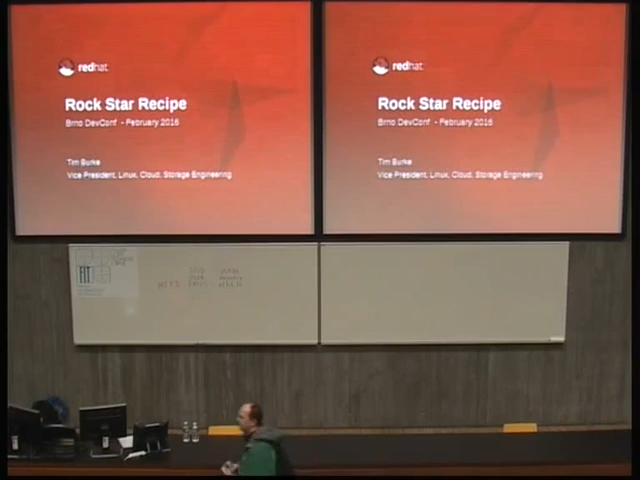 redhat
Rock Star Recipe
Brno DevConf - February 2016
Tim Burke
Vice President, Linux, Cloud, Storage Engineering
redhat
Rock Star Recipe
Brno DevConf - February 2016
Tim Burke
Vice President, Linux, Cloud, Storage Engineering
FIT